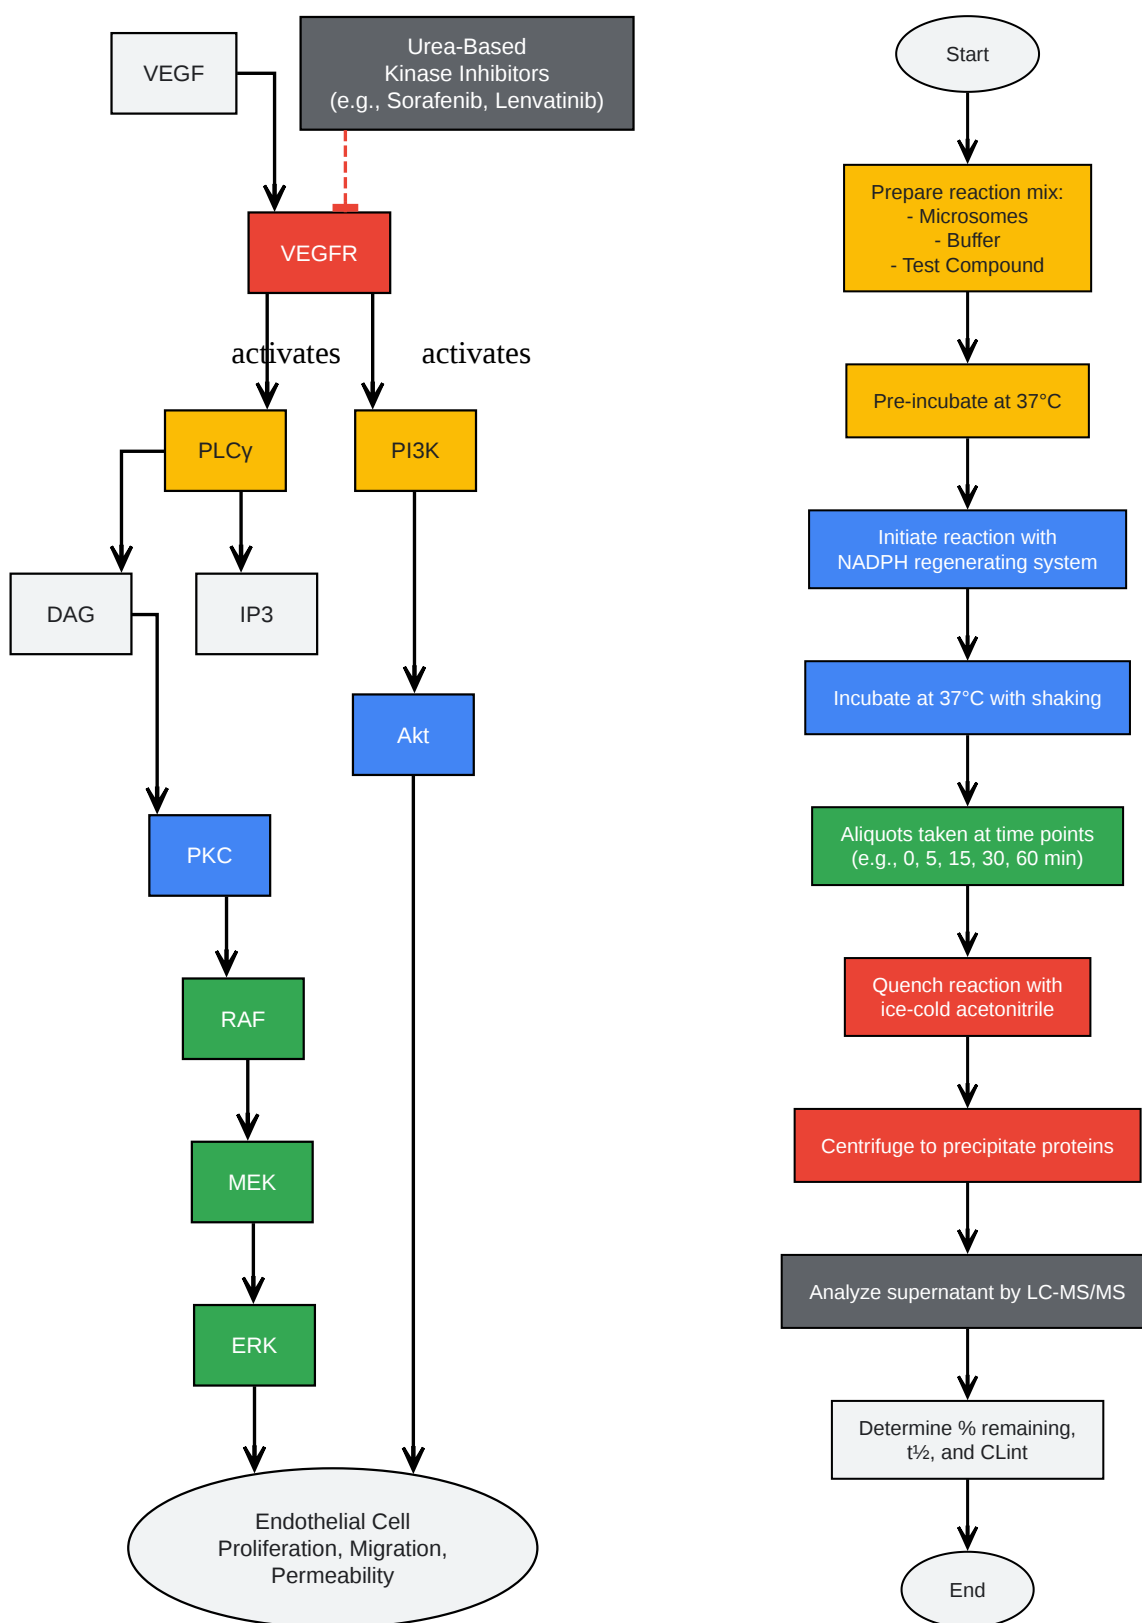 VEGF
Urea-Based
Kinase Inhibitors
(e.g., Sorafenib, Lenvatinib)
VEGFR
activates
activates
PLCγ
PI3K
DAG
IP3
Akt
PKC
RAF
MEK
ERK
Endothelial Cell
Proliferation, Migration,
Permeability
Start
Prepare reaction mix:
- Microsomes
- Buffer
- Test Compound
Pre-incubate at 37°C
Initiate reaction with
NADPH regenerating system
Incubate at 37°C with shaking
Aliquots taken at time points
(e.g., 0, 5, 15, 30, 60 min)
Quench reaction with
ice-cold acetonitrile
Centrifuge to precipitate proteins
Analyze supernatant by LC-MS/MS
Determine % remaining,
t½, and CLint
End